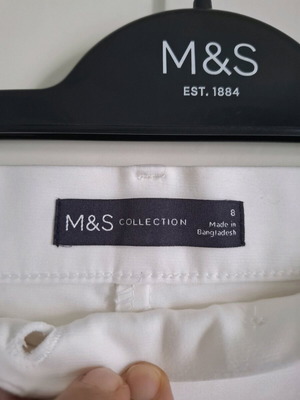 M&S
EST. 1884
M&S COLLECTION
8
Made in
Bangladesh